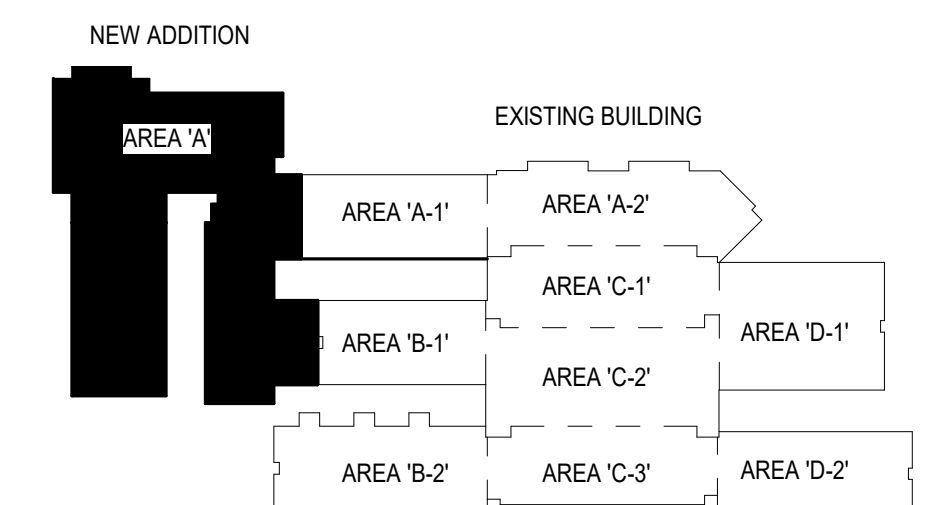 NEW ADDITION
EXISTING BUILDING
AREA 'A'
AREA 'A-1'
AREA 'A-2'
AREA 'C-1'
AREA 'B-1'
AREA 'D-1'
AREA 'C-2'
AREA 'B-2'
AREA 'C-3'
AREA 'D-2'